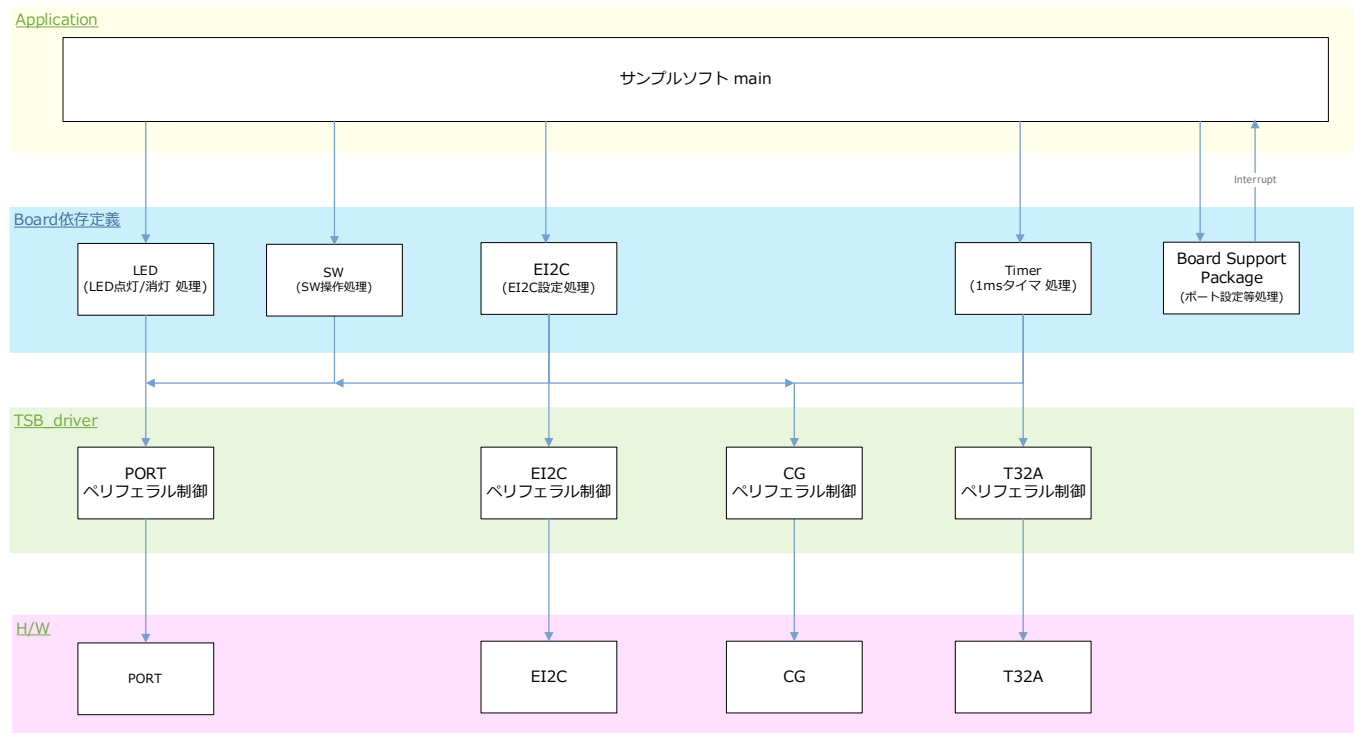 Application
サンプルソフト main
Interrupt
Board依存定義
LED
(LED点灯/消灯 処理)
SW
(SW操作処理)
EI2C
(EI2C設定処理)
Timer
(1msタイマ 処理)
Board Support
Package
(ポート設定等処理)
TSB_driver
PORT
ペリフェラル制御
EI2C
ペリフェラル制御
CG
ペリフェラル制御
T32A
ペリフェラル制御
H/W
PORT
EI2C
CG
T32A